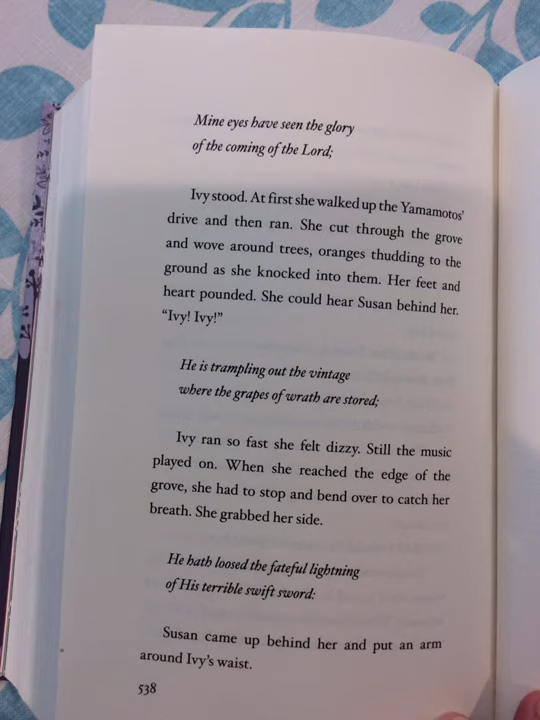 Mine eyes have seen the glory
of the coming of the Lord;
Ivy stood. At first she walked up the Yamamotos'
drive and then ran. She cut through the grove
and wove around trees, oranges thudding to the
ground as she knocked into them. Her feet and
heart pounded. She could hear Susan behind her.
“Ivy! Ivy!”
He is trampling out the vintage
where the grapes of wrath are stored;
Ivy ran so fast she felt dizzy. Still the music
played on. When she reached the edge of the
grove, she had to stop and bend over to catch her
breath. She grabbed her side.
He hath loosed the fateful lightning
of His terrible swift sword:
Susan came up behind her and put an arm
around Ivy's waist.
538